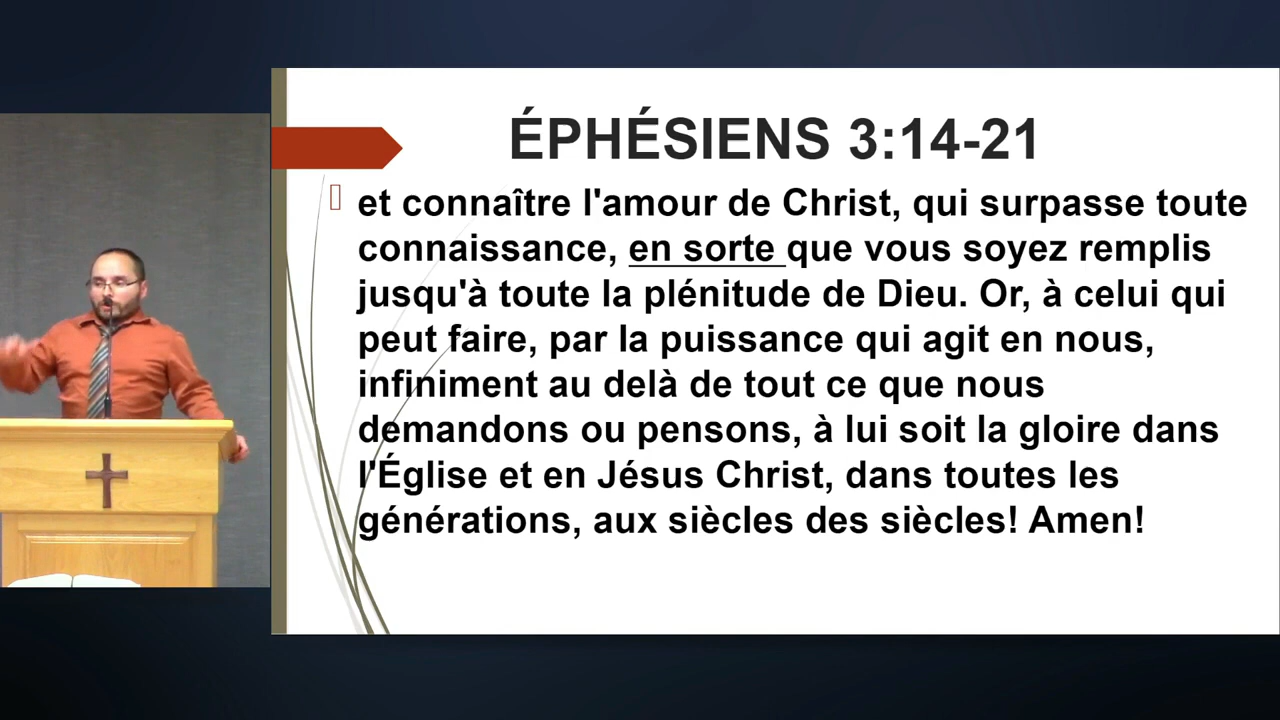 ÉPHÉSIENS 3:14-21
et connaître l'amour de Christ, qui surpasse toute
connaissance, en sorte que vous soyez remplis
jusqu'à toute la plénitude de Dieu. Or, à celui qui
peut faire, par la puissance qui agit en nous,
infiniment au delà de tout ce que nous
demandons ou pensons, à lui soit la gloire dans
l'Église et en Jésus Christ, dans toutes les
générations, aux siècles des siècles! Amen!